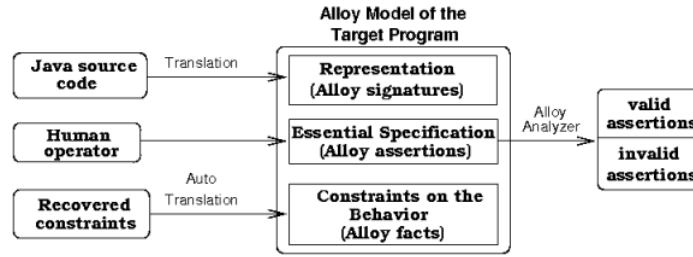 Alloy Model of the
Target Program
Java source
code
Translation
Representation
(Alloy signatures)
Human
operator
Essential Specification
(Alloy assertions)
Alloy
Analyzer
valid
assertions
invalid
assertions
Recovered
constraints
Auto
Translation
Constraints on the
Behavior
(Alloy facts)